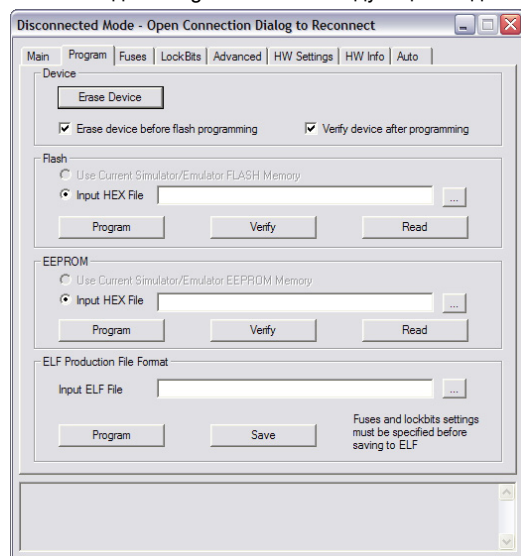 Disconnected Mode - Open Connection Dialog to Reconnect
Main Program Fuses LockBits Advanced HW Settings HW Info Auto
Device
Erase Device
Erase device before flash programming Verify device after programming
Flash
Use Current Simulator/Emulator FLASH Memory
Input HEX File ...
Program Verify Read
EEPROM
Use Current Simulator/Emulator EEPROM Memory
Input HEX File ...
Program Verify Read
ELF Production File Format
Input ELF File ...
Fuses and lockbits settings
must be specified before
saving to ELF
Program Save